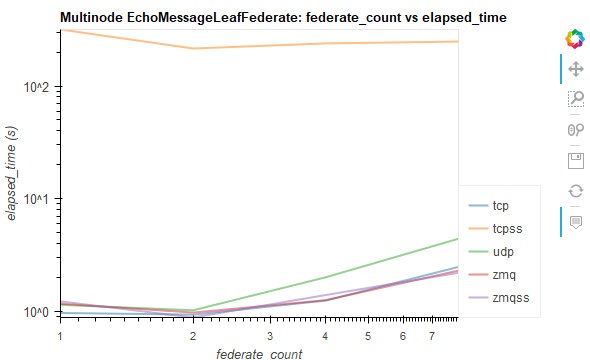 Multinode EchoMessageLeafFederate: federate_count vs elapsed_time
10^2
10^1
10^0
elapsed_time (s)
1
2
3
4
5
6
7
federate_count
tcp
tcpss
udp
zmq
zmqss